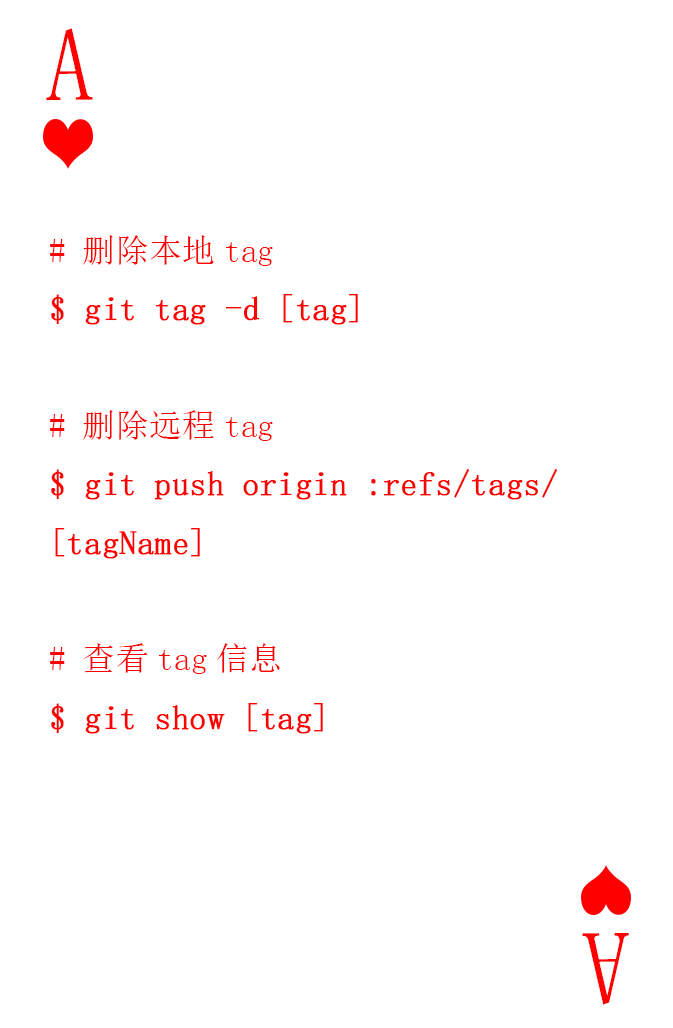 A
# 删除本地 tag
$ git tag -d [tag]
# 删除远程 tag
$ git push origin :refs/tags/
[tagName]
# 查看 tag 信息
$ git show [tag]
A